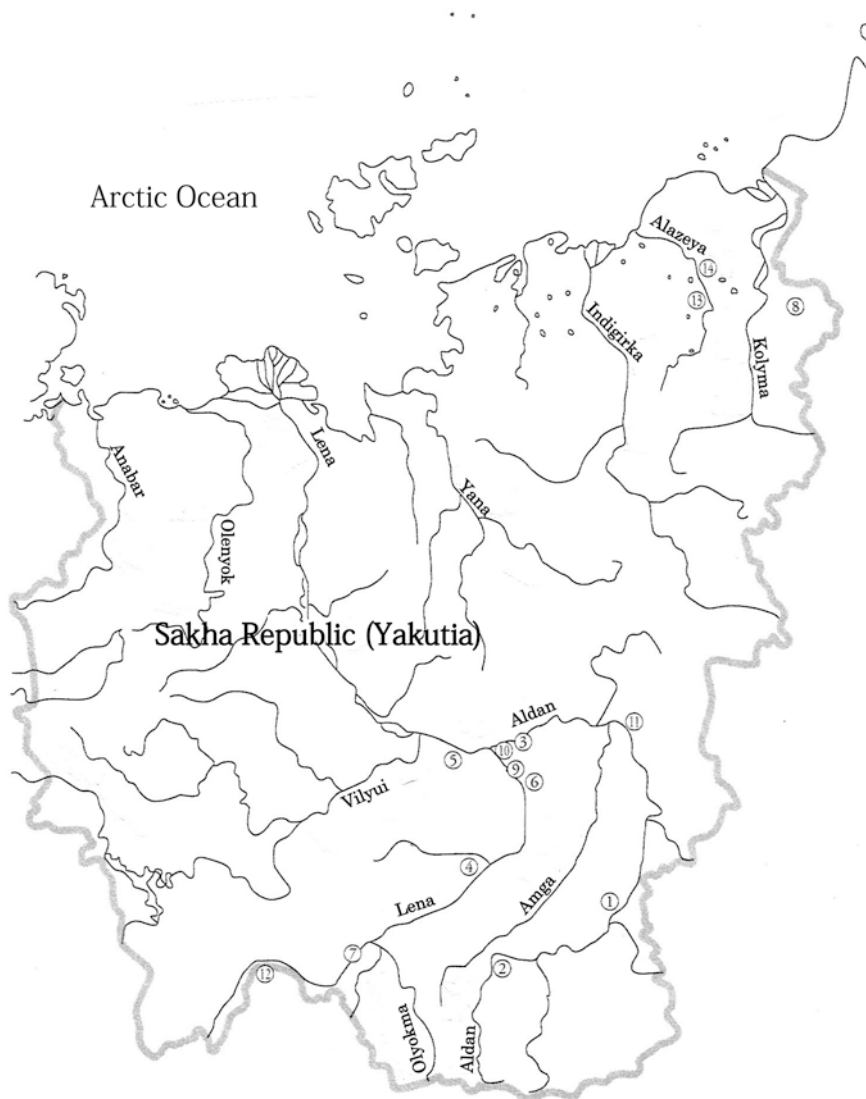 Arctic Ocean
Alazeya
⑭
⑬
⑧
Indigirka
Kolyma
Lena
Anabar
Yana
Olenyok
Sakha Republic (Yakutia)
Aldan
⑪
③
⑩
⑤
⑨
⑥
Vilyui
④
Amga
Lena
①
⑦
②
⑫
Olyokma
Aldan